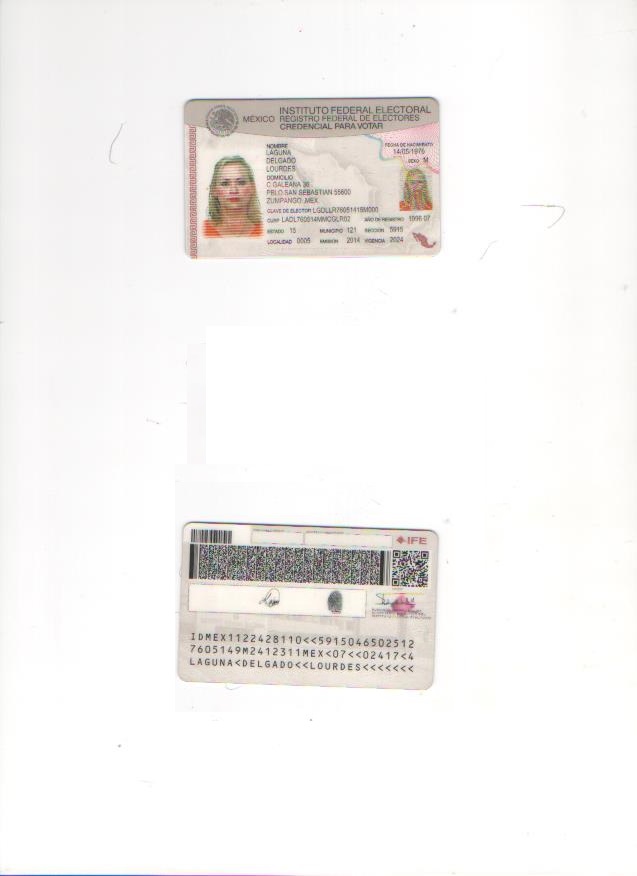 INSTITUTO FEDERAL ELECTORAL
MÉXICO REGISTRO FEDERAL DE ELECTORES
CREDENCIAL PARA VOTAR
NOMBRE
LAGUNA
DELGADO
LOURDES
FECHA DE NACIMIENTO
14/05/1976
SEXO M
DOMICILIO
C GALEANA 36
PBLO SAN SEBASTIAN 55600
ZUMPANGO ,MEX.
CLAVE DE ELECTOR LGDLLR76051415M000
CURP LADL760514MMCGLR02 AÑO DE REGISTRO 1996 07
ESTADO 15 MUNICIPIO 121 SECCIÓN 5915
LOCALIDAD 0005 EMISIÓN 2014 VIGENCIA 2024
IFE
IDMEX1122428110<<5915046502512
7605149M2412311MEX<07<<02417<4
LAGUNA<DELGADO<<LOURDES<<<<<<<